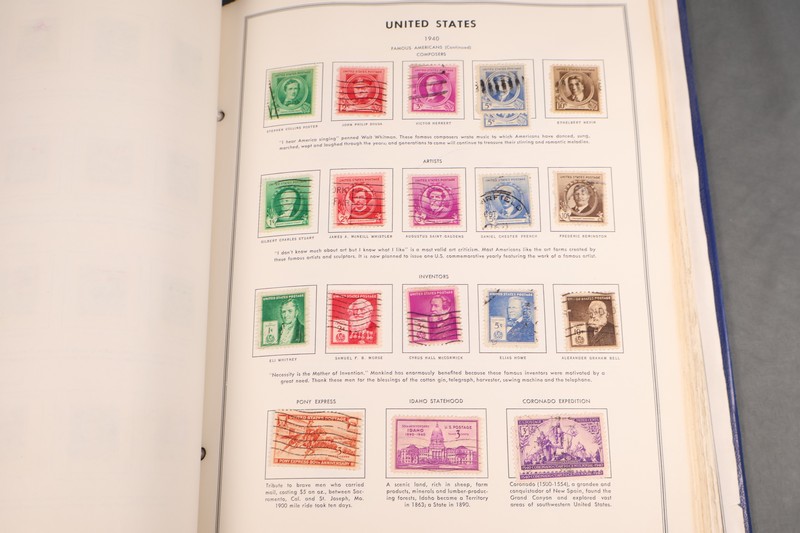 UNITED STATES
1940
FAMOUS AMERICANS (Continued)
COMPOSERS
STEPHEN COLLINS FOSTER
JOHN PHILIP SOUSA
VICTOR HERBERT
ETHELBERT NEVIN
"I hear America singing" penned Walt Whitman. These famous composers wrote music to which Americans have danced, sung,
marched, wept and laughed through the years; and generations to come will continue to treasure their stirring and romantic melodies.
ARTISTS
GILBERT CHARLES STUART
JAMES A. McNEILL WHISTLER
AUGUSTUS SAINT GAUDENS
DANIEL CHESTER FRENCH
FREDERIC REMINGTON
"I don't know much about art but I know what I like" is a most valid art criticism. Most Americans like the art forms created by
these famous artists and sculptors. It is now planned to issue one U.S. commemorative yearly featuring the work of a famous artist.
INVENTORS
ELI WHITNEY
SAMUEL F. B. MORSE
CYRUS HALL McCORMICK
ELIAS HOWE
ALEXANDER GRAHAM BELL
"Necessity is the Mother of Invention." Mankind has enormously benefited because these famous inventors were motivated by a
great need. Thank these men for the blessings of the cotton gin, telegraph, harvester, sewing machine and the telephone.
PONY EXPRESS
IDAHO STATEHOOD
CORONADO EXPEDITION
IDAHO
1890-1940
U.S. POSTAGE
3
Tribute to brave men who carried
mail, costing $5 an oz., between Sac-
ramento, Cal. and St. Joseph, Mo.
1900 mile ride took ten days.
A scenic land, rich in sheep, farm
products, minerals and lumber-produc-
ing forests, Idaho became a Territory
in 1863; a State in 1890.
Coronado (1500-1554), a grandee and
conquistador of New Spain, found the
Grand Canyon and explored vast
areas of southwestern United States.